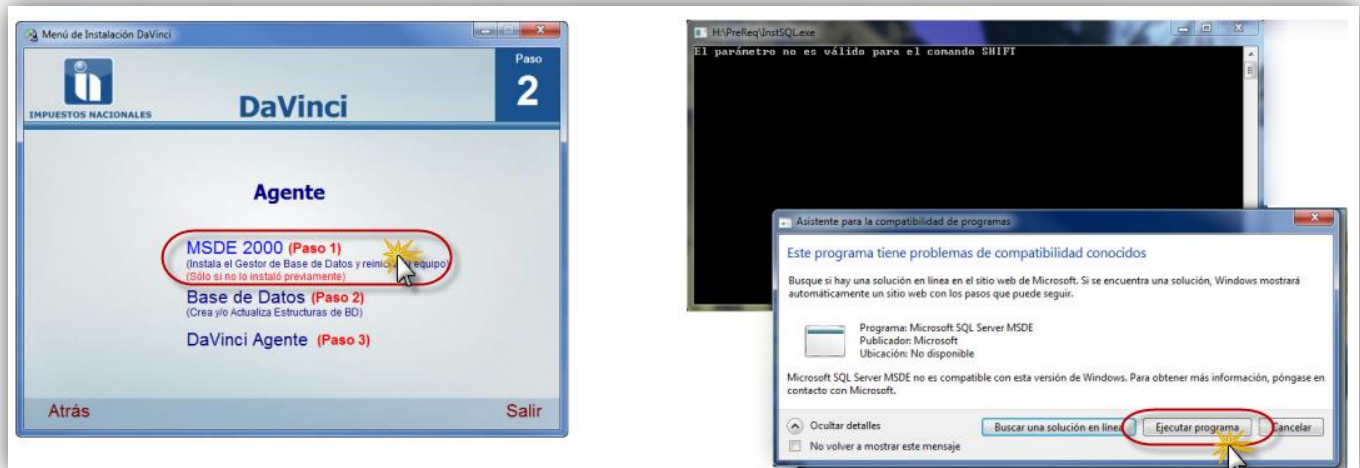 Menú de Instalación DaVinci
IMPUESTOS NACIONALES
DaVinci
Paso
2
Agente
MSDE 2000 (Paso 1)
(Instala el Gestor de Base de Datos y equipo)
(Sólo si no lo instaló previamente)
Base de Datos (Paso 2)
(Crea y/o Actualiza Estructuras de BD)
DaVinci Agente (Paso 3)
Atrás
Salir
H:\PreReq\InstSQL.exe
El parámetro no es válido para el comando SHIFT
Asistente para la compatibilidad de programas
Este programa tiene problemas de compatibilidad conocidos
Busque si hay una solución en línea en el sitio web de Microsoft. Si se encuentra una solución, Windows mostrará
automáticamente un sitio web con los pasos que puede seguir.
Programa: Microsoft SQL Server MSDE
Publicador: Microsoft
Ubicación: No disponible
Microsoft SQL Server MSDE no es compatible con esta versión de Windows. Para obtener más información, póngase en
contacto con Microsoft.
Ocultar detalles
Buscar una solución en línea
Ejecutar programa
Cancelar
No volver a mostrar este mensaje